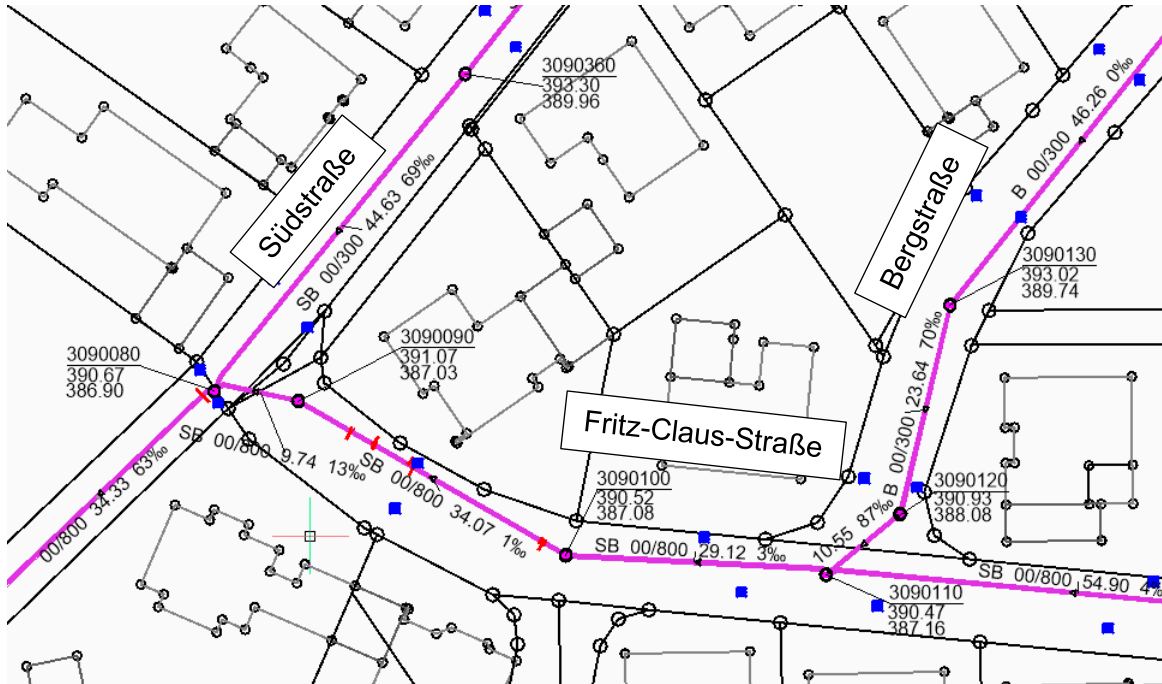 3090360
393.30
389.96
Südstraße
SB 00/300 44.63 69‰
B 00/300 46.26 0‰
Bergstraße
3090130
393.02
389.74
3090080
390.67
386.90
3090090
391.07
387.03
B 00/300 23.64 70‰
Fritz-Claus-Straße
SB 00/800 9.74 13‰
00/800 34.33 63‰
SB 00/800 34.07 1‰
3090100
390.52
387.08
3090120
390.93
388.08
10.55 87‰
SB 00/800 29.12 3‰
SB 00/800 54.90 4‰
3090110
390.47
387.16